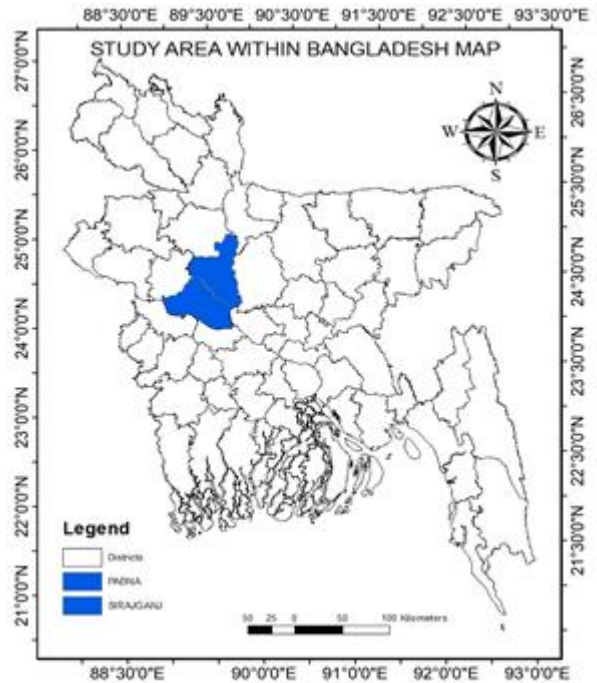 88°30'0"E 89°30'0"E 90°30'0"E 91°30'0"E 92°30'0"E 93°30'0"E
STUDY AREA WITHIN BANGLADESH MAP
N
W E
S
27°0'0"N
26°0'0"N
25°0'0"N
24°0'0"N
23°0'0"N
22°0'0"N
21°0'0"N
26°30'0"N
25°30'0"N
24°30'0"N
23°30'0"N
22°30'0"N
21°30'0"N
Legend
Districts
PABNA
SIRAJGANJ
50 25 0 50 100 Kilometers
88°30'0"E 90°0'0"E 91°0'0"E 92°0'0"E 93°0'0"E